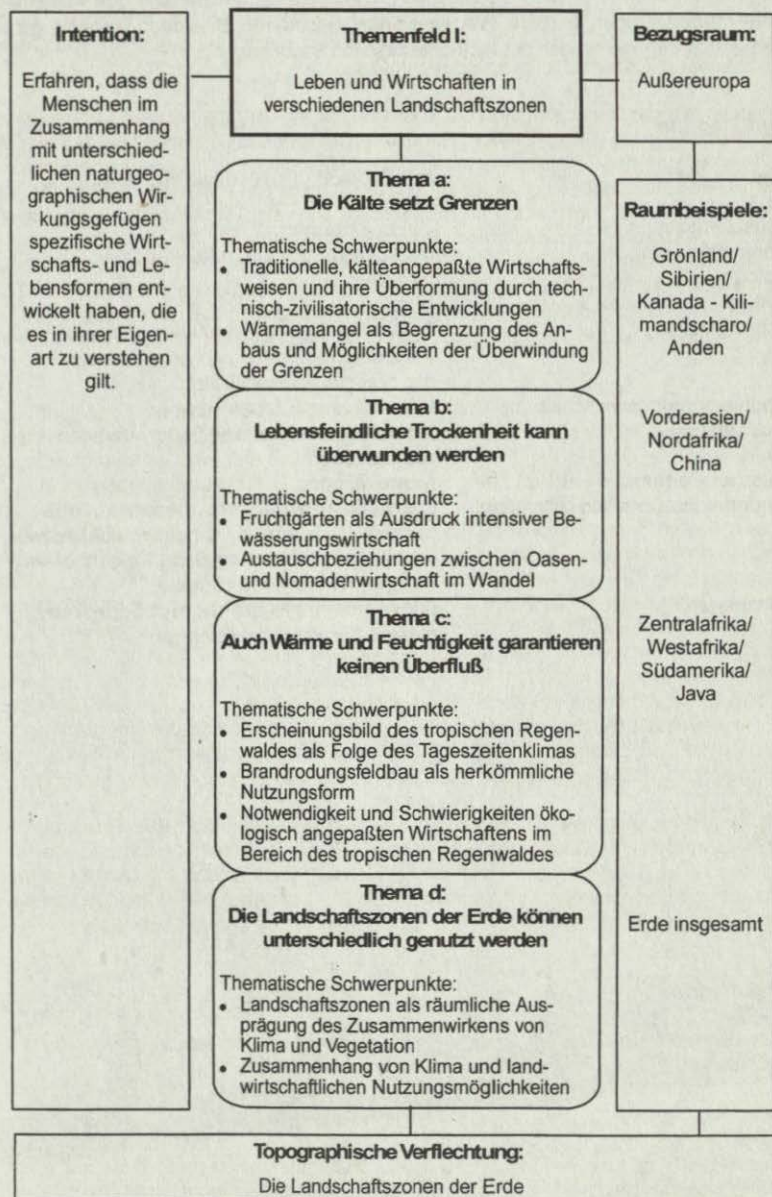 Intention:
Erfahren, dass die
Menschen im
Zusammenhang
mit unterschied-
lichen naturgeo-
graphischen Wir-
kungsgefügen
spezifische Wirt-
schafts- und Le-
bensformen ent-
wickelt haben, die
es in ihrer Eigen-
art zu verstehen
gilt.
Themenfeld I:
Leben und Wirtschaften in
verschiedenen Landschaftszonen
Bezugsraum:
Außereuropa
Thema a:
Die Kälte setzt Grenzen
Thematische Schwerpunkte:
• Traditionelle, kälteangepaßte Wirtschafts-
weisen und ihre Überformung durch tech-
nisch-zivilisatorische Entwicklungen
• Wärmemangel als Begrenzung des An-
baus und Möglichkeiten der Überwindung
der Grenzen
Thema b:
Lebensfeindliche Trockenheit kann
überwunden werden
Thematische Schwerpunkte:
• Fruchtgärten als Ausdruck intensiver Be-
wässerungswirtschaft
• Austauschbeziehungen zwischen Oasen-
und Nomadenwirtschaft im Wandel
Thema c:
Auch Wärme und Feuchtigkeit garantieren
keinen Überfluß
Thematische Schwerpunkte:
• Erscheinungsbild des tropischen Regen-
waldes als Folge des Tageszeitenklimas
• Brandrodungsfeldbau als herkömmliche
Nutzungsform
• Notwendigkeit und Schwierigkeiten öko-
logisch angepaßten Wirtschaftens im
Bereich des tropischen Regenwaldes
Thema d:
Die Landschaftszonen der Erde können
unterschiedlich genutzt werden
Thematische Schwerpunkte:
• Landschaftszonen als räumliche Aus-
prägung des Zusammenwirkens von
Klima und Vegetation
• Zusammenhang von Klima und land-
wirtschaftlichen Nutzungsmöglichkeiten
Raumbeispiele:
Grönland/
Sibirien/
Kanada - Kili-
mandscharo/
Anden
Vorderasien/
Nordafrika/
China
Zentralafrika/
Westafrika/
Südamerika/
Java
Erde insgesamt
Topographische Verflechtung:
Die Landschaftszonen der Erde